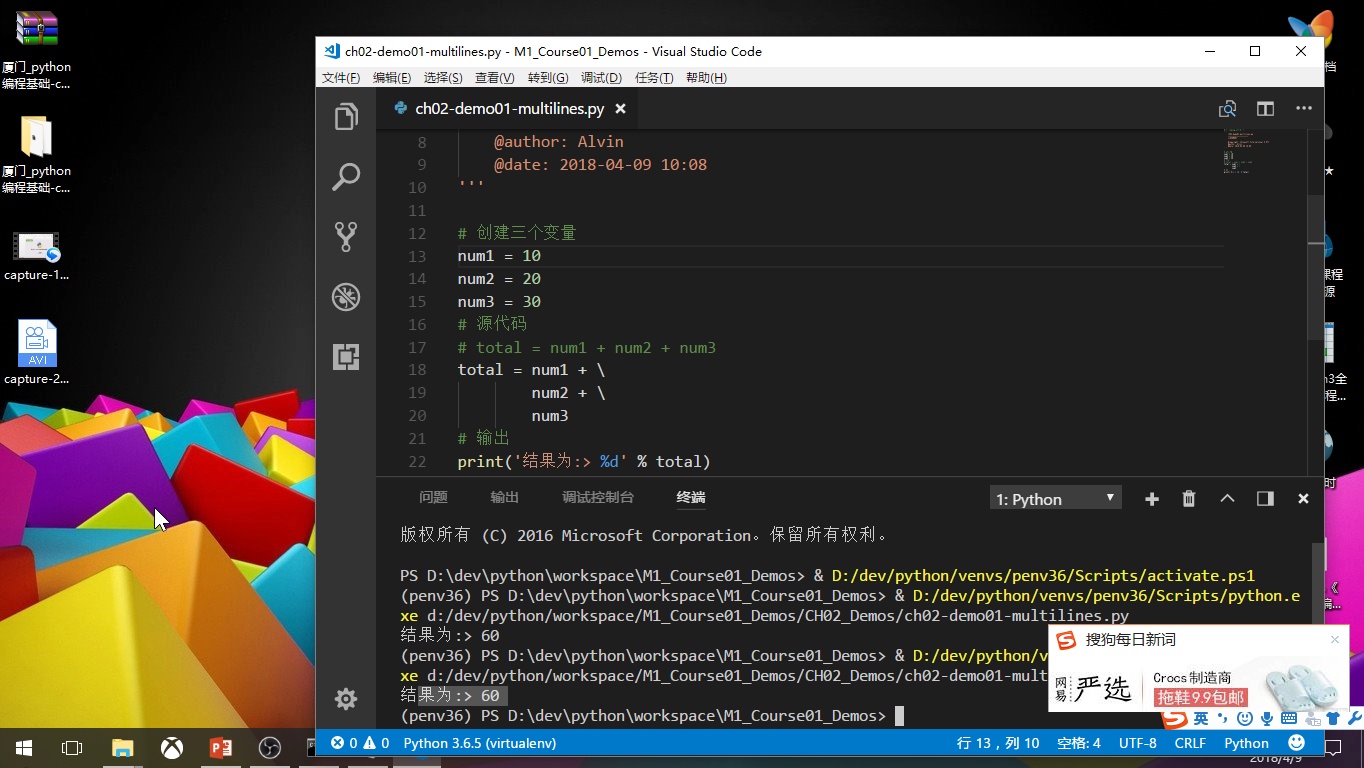 厦门_python
编程基础-c...
厦门_python
编程基础-c...
capture-1...
AVI
capture-2...
ch02-demo01-multilines.py - M1_Course01_Demos - Visual Studio Code
文件(F) 编辑(E) 选择(S) 查看(V) 转到(G) 调试(D) 任务(T) 帮助(H)
ch02-demo01-multilines.py
8 @author: Alvin
9 @date: 2018-04-09 10:08
10 '''
11
12 # 创建三个变量
13 num1 = 10
14 num2 = 20
15 num3 = 30
16 # 源代码
17 # total = num1 + num2 + num3
18 total = num1 + \
19 num2 + \
20 num3
21 # 输出
22 print('结果为:> %d' % total)
问题 输出 调试控制台 终端 1: Python
版权所有 (C) 2016 Microsoft Corporation。保留所有权利。
PS D:\dev\python\workspace\M1_Course01_Demos> & D:/dev/python/venvs/penv36/Scripts/activate.ps1
(penv36) PS D:\dev\python\workspace\M1_Course01_Demos> & D:/dev/python/venvs/penv36/Scripts/python.e
xe d:/dev/python/workspace/M1_Course01_Demos/CH02_Demos/ch02-demo01-multilines.py
结果为:> 60
(penv36) PS D:\dev\python\workspace\M1_Course01_Demos> & D:/dev/python/v
xe d:/dev/python/workspace/M1_Course01_Demos/CH02_Demos/ch02-demo01-mult
结果为:> 60
(penv36) PS D:\dev\python\workspace\M1_Course01_Demos>
搜狗每日新词
网易严选
Crocs制造商
拖鞋9.9包邮
英
0 0 Python 3.6.5 (virtualenv) 行 13，列 10 空格: 4 UTF-8 CRLF Python
档
课程
源
n3全
程...
时
2018/4/9